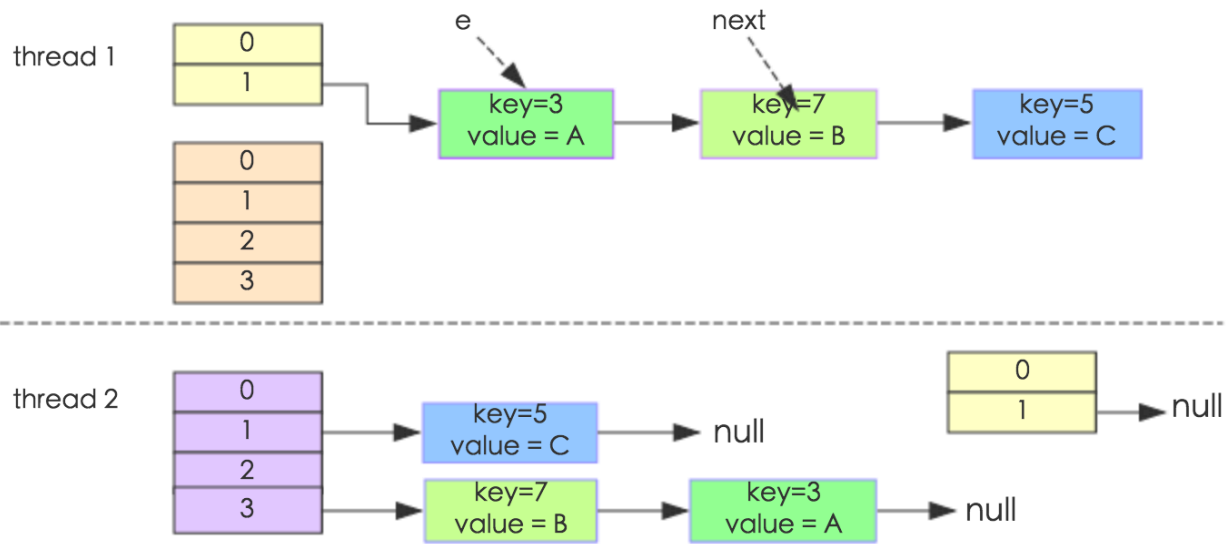 e
next
thread 1
0
1
key=3
value = A
key=7
value = B
key=5
value = C
0
1
2
3
thread 2
0
1
2
3
key=5
value = C
null
key=7
value = B
key=3
value = A
null
0
1
null